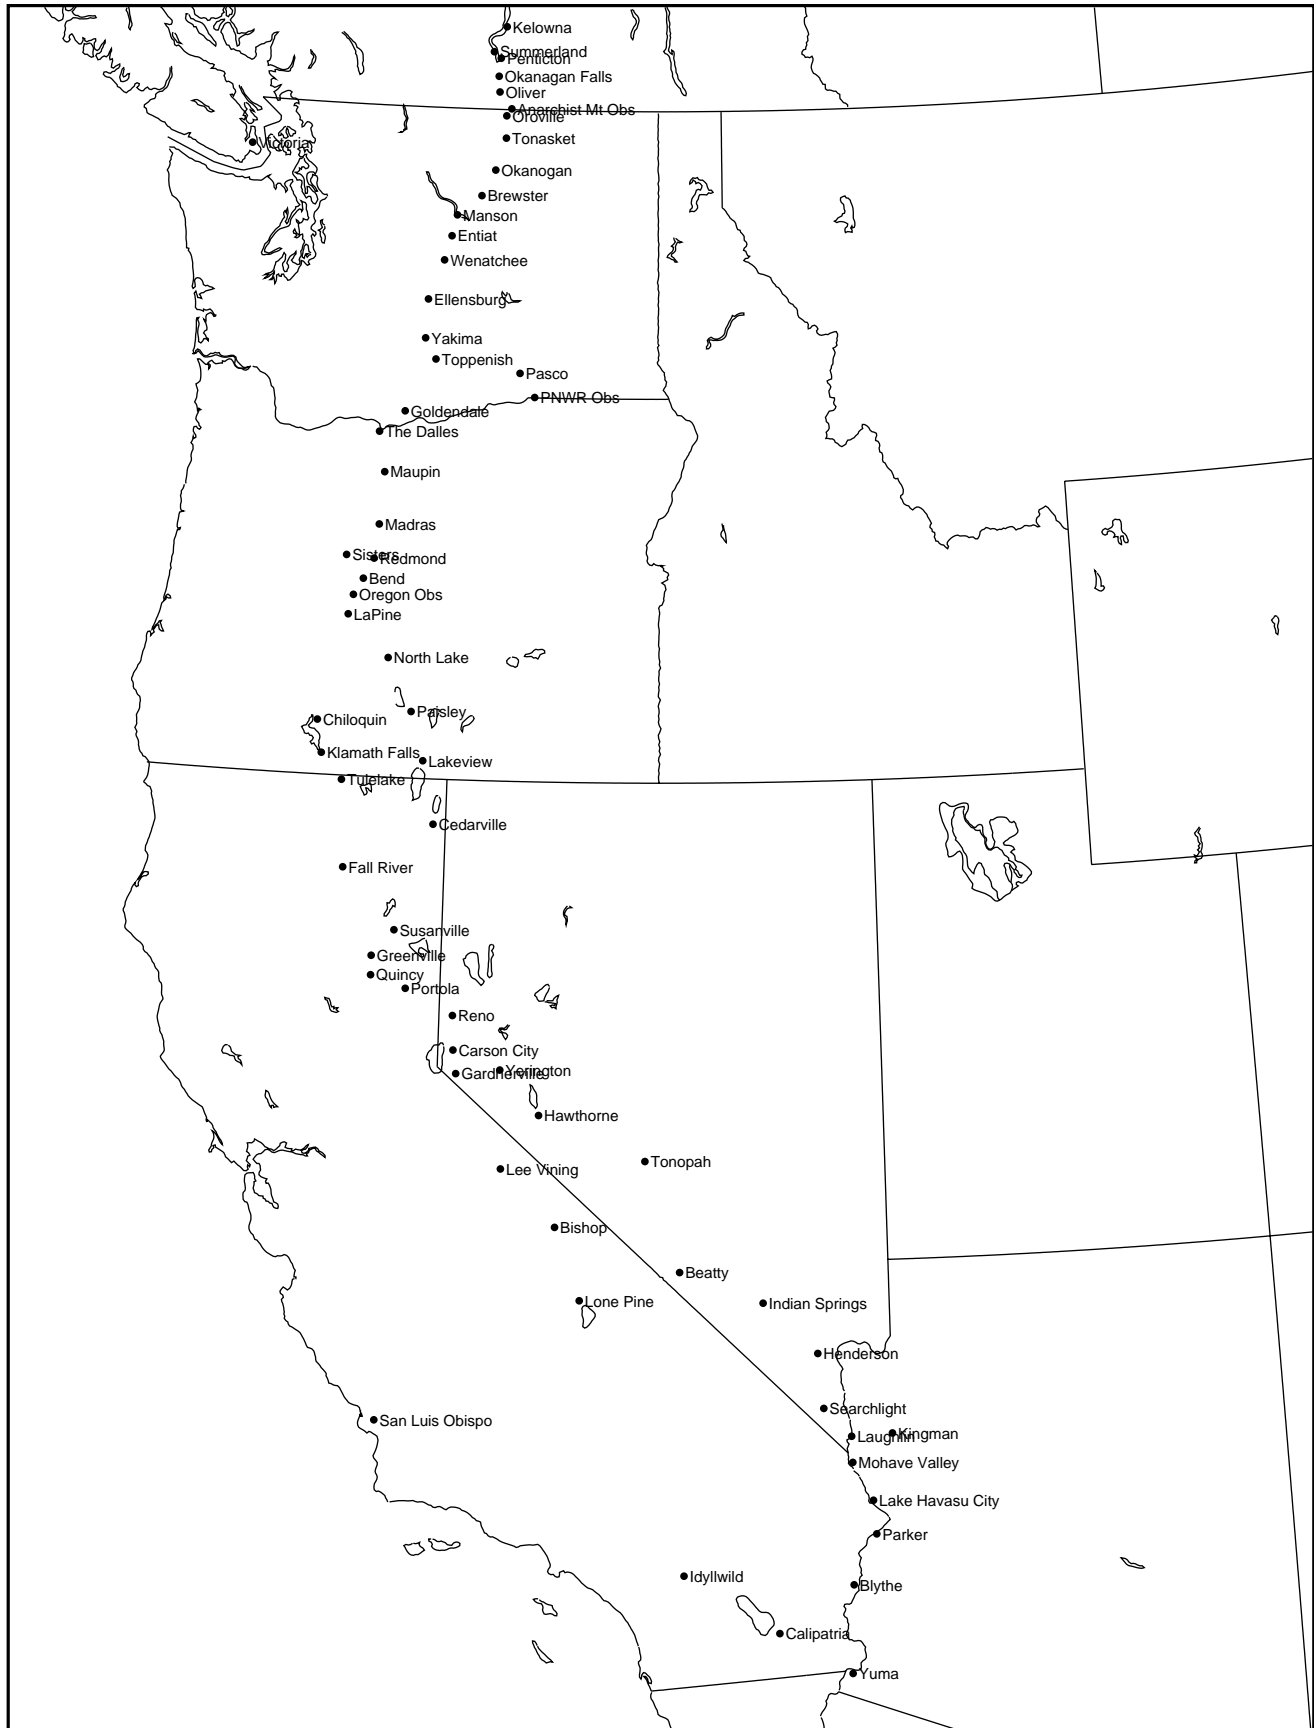 Kelowna
Summerland
Penticton
Okanagan Falls
Oliver
Anarchist Mt Obs
Oroville
Tonasket
Victoria
Okanogan
Brewster
Manson
Entiat
Wenatchee
Ellensburg
Yakima
Toppenish
Pasco
PNWR Obs
Goldendale
The Dalles
Maupin
Madras
Sisters
Redmond
Bend
Oregon Obs
LaPine
North Lake
Paisley
Chiloquin
Klamath Falls
Lakeview
Tulelake
Cedarville
Fall River
Susanville
Greenville
Quincy
Portola
Reno
Carson City
Yerington
Gardnerville
Hawthorne
Tonopah
Lee Vining
Bishop
Beatty
Lone Pine
Indian Springs
Henderson
Searchlight
San Luis Obispo
Kingman
Laughlin
Mohave Valley
Lake Havasu City
Parker
Idyllwild
Blythe
Calipatria
Yuma